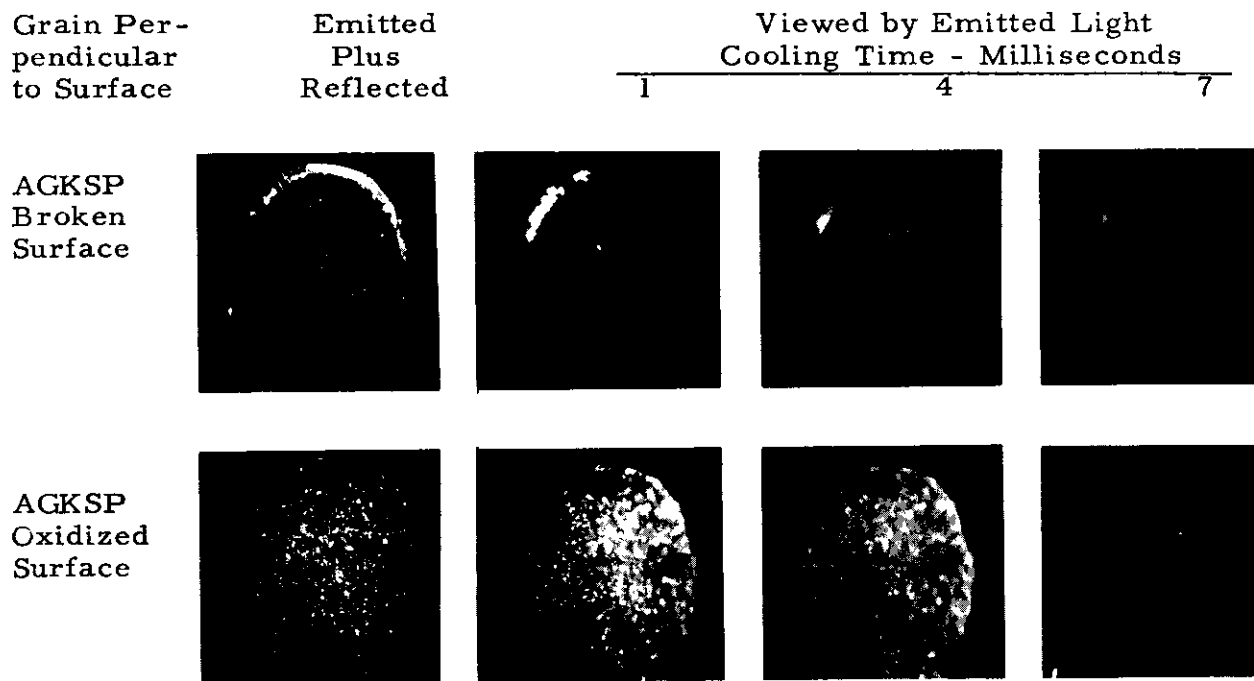 Grain Per-
pendicular
to Surface
Emitted
Plus
Reflected
Viewed by Emitted Light
Cooling Time - Milliseconds
1 4 7
AGKSP
Broken
Surface
AGKSP
Oxidized
Surface